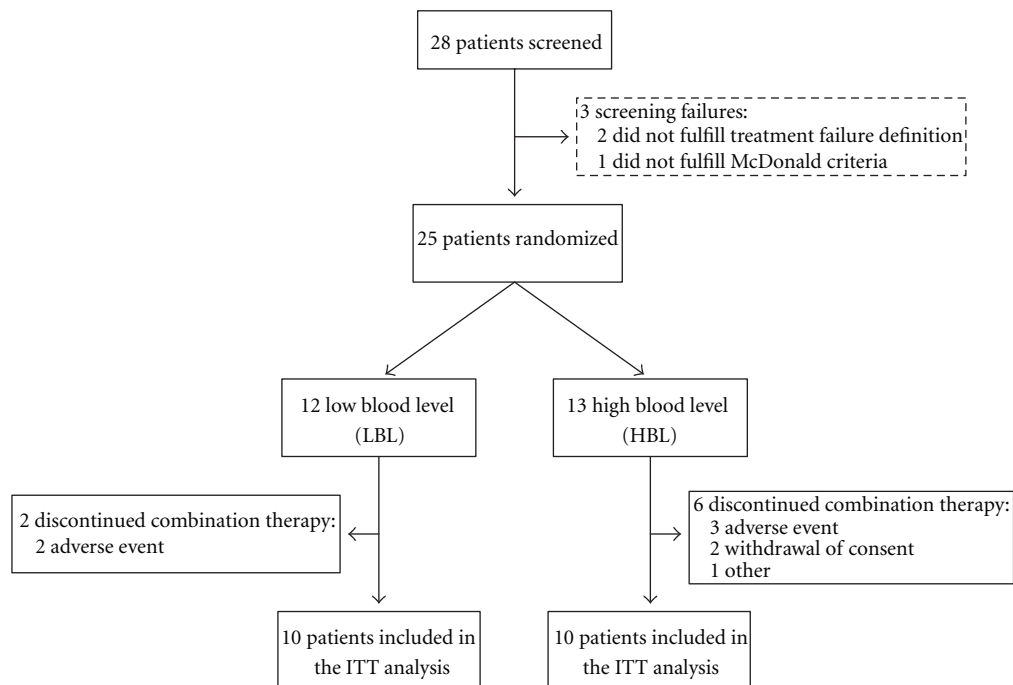 28 patients screened
3 screening failures:
2 did not fulfill treatment failure definition
1 did not fulfill McDonald criteria
25 patients randomized
12 low blood level
(LBL)
13 high blood level
(HBL)
2 discontinued combination therapy:
2 adverse event
6 discontinued combination therapy:
3 adverse event
2 withdrawal of consent
1 other
10 patients included in
the ITT analysis
10 patients included in
the ITT analysis